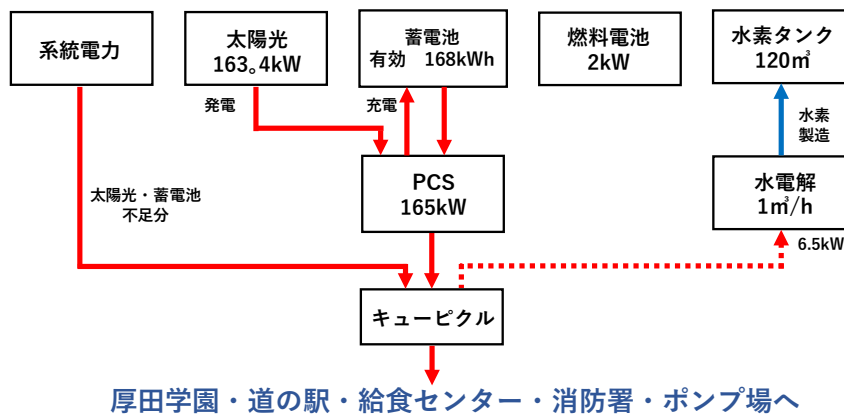 系統電力
太陽光
163。4kW
蓄電池
有効 168kWh
燃料電池
2kW
水素タンク
120㎥
発電
充電
水素
製造
太陽光・蓄電池
不足分
PCS
165kW
水電解
1㎥/h
6.5kW
キュービクル
厚田学園・道の駅・給食センター・消防署・ポンプ場へ